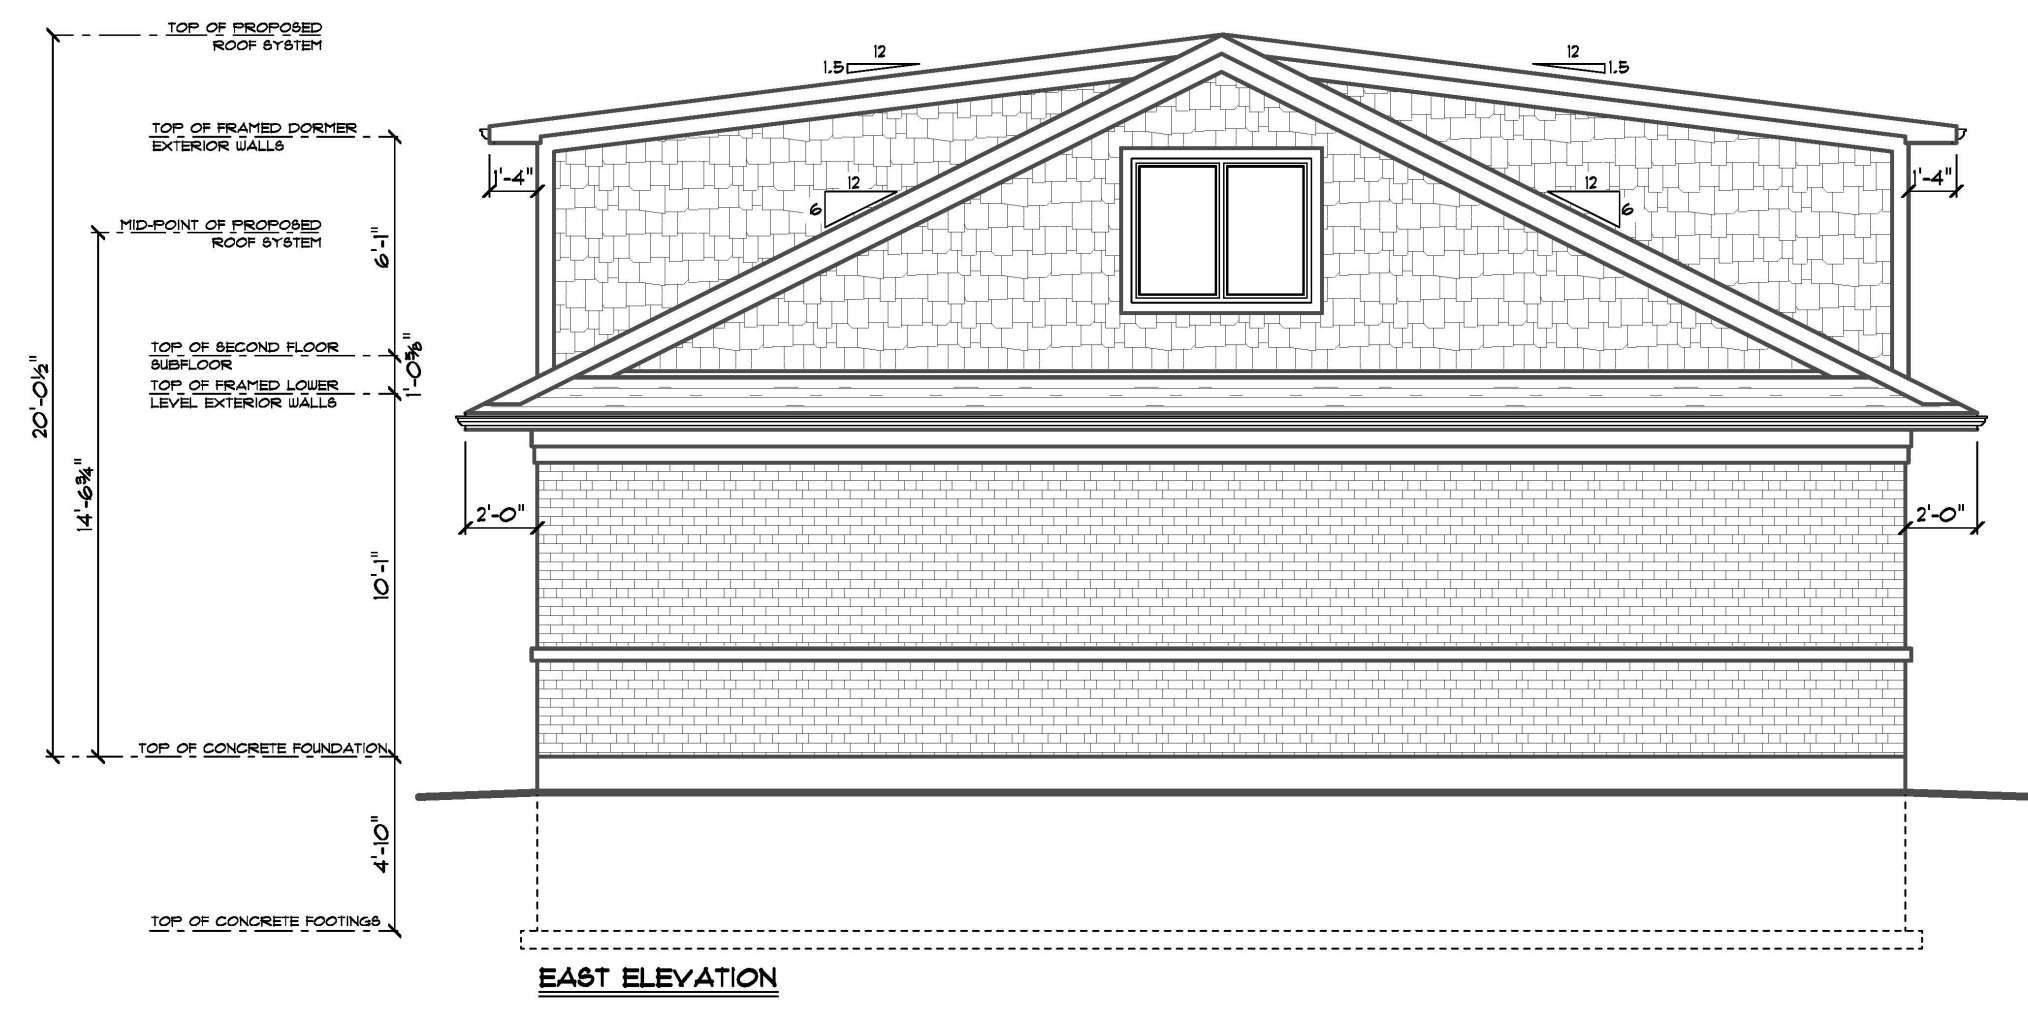 TOP OF PROPOSED
ROOF SYSTEM
12
1.5
12
1.5
TOP OF FRAMED DORMER
EXTERIOR WALLS
1'-4"
1'-4"
12
6
12
6
MID-POINT OF PROPOSED
ROOF SYSTEM
6'-1"
TOP OF SECOND FLOOR
SUBFLOOR
1'-0⅝"
TOP OF FRAMED LOWER
LEVEL EXTERIOR WALLS
20'-0½"
14'-6¾"
2'-0"
2'-0"
10'-1"
TOP OF CONCRETE FOUNDATION
4'-10"
TOP OF CONCRETE FOOTINGS
EAST ELEVATION